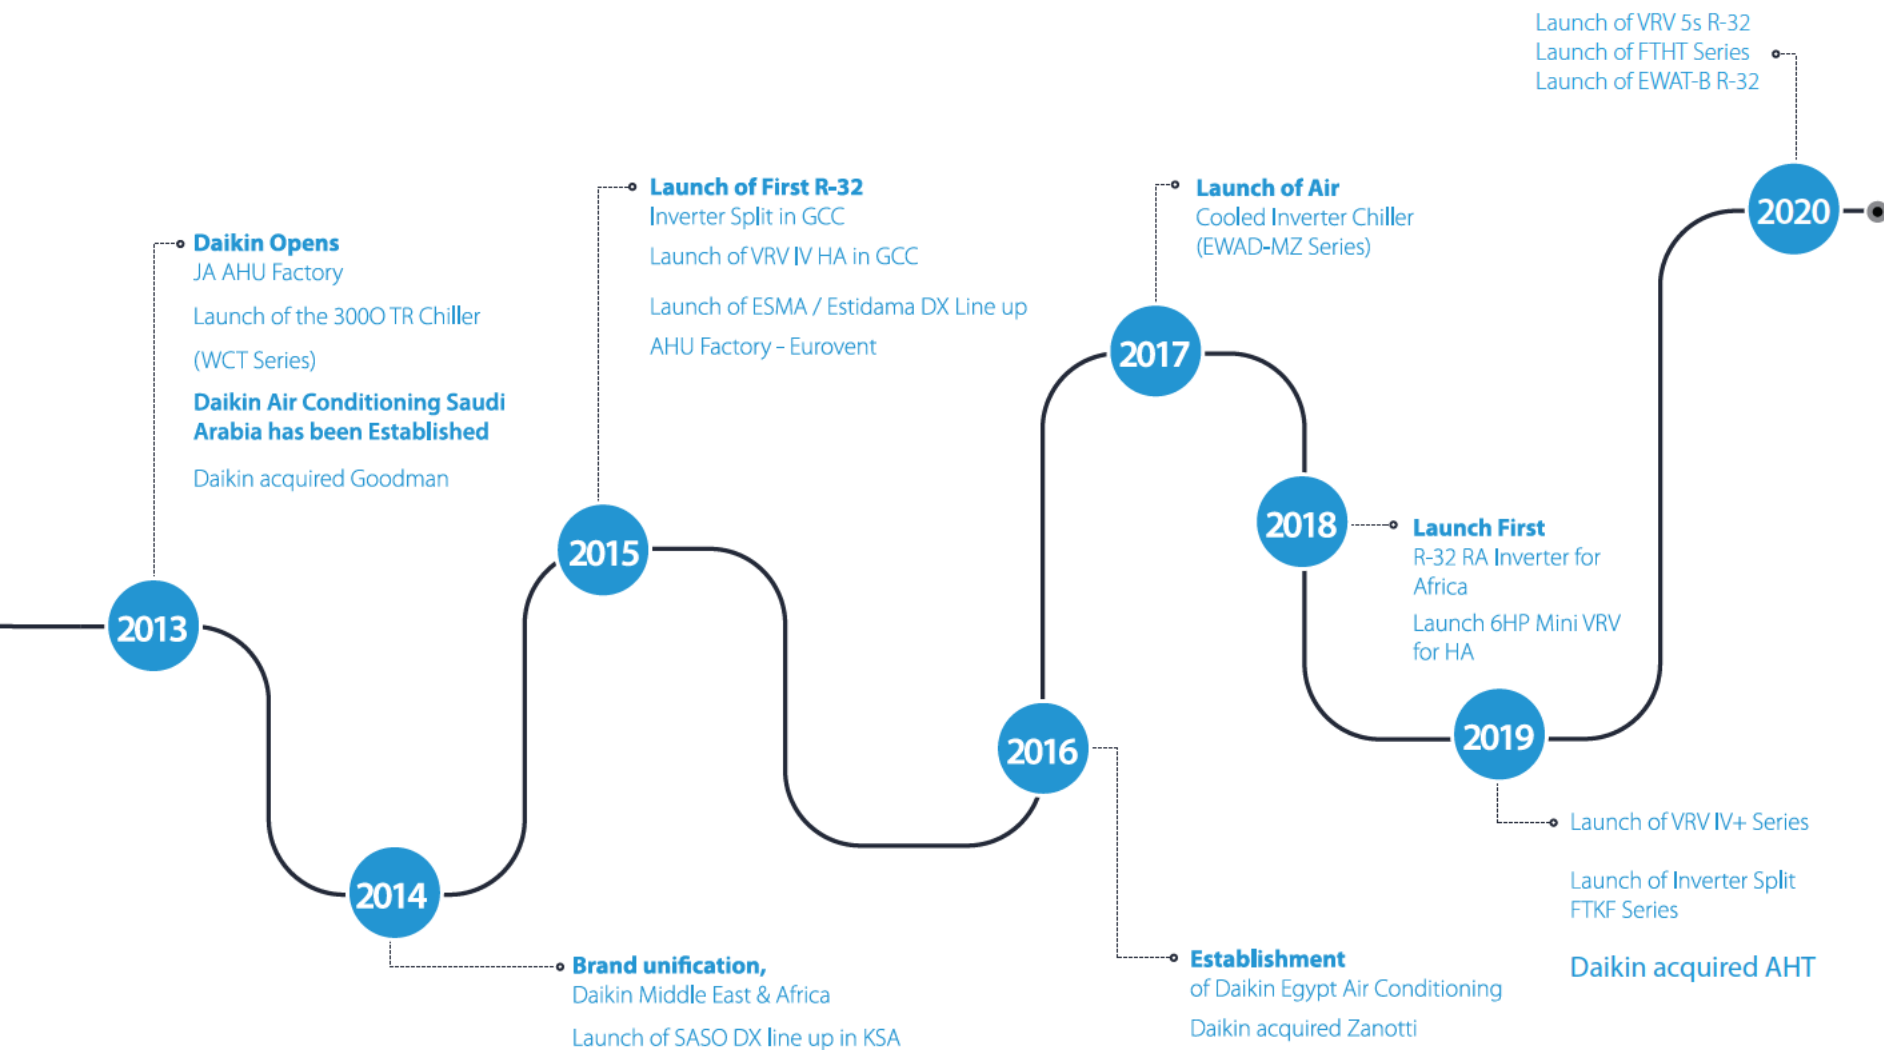 2013
Daikin Opens
JA AHU Factory
Launch of the 300O TR Chiller
(WCT Series)
Daikin Air Conditioning Saudi
Arabia has been Established
Daikin acquired Goodman
2014
Brand unification,
Daikin Middle East & Africa
Launch of SASO DX line up in KSA
2015
Launch of First R-32
Inverter Split in GCC
Launch of VRV IV HA in GCC
Launch of ESMA / Estidama DX Line up
AHU Factory – Eurovent
2016
Establishment
of Daikin Egypt Air Conditioning
Daikin acquired Zanotti
2017
Launch of Air
Cooled Inverter Chiller
(EWAD-MZ Series)
2018
Launch First
R-32 RA Inverter for
Africa
Launch 6HP Mini VRV
for HA
2019
Launch of VRV IV+ Series
Launch of Inverter Split
FTKF Series
Daikin acquired AHT
2020
Launch of VRV 5s R-32
Launch of FTHT Series
Launch of EWAT-B R-32